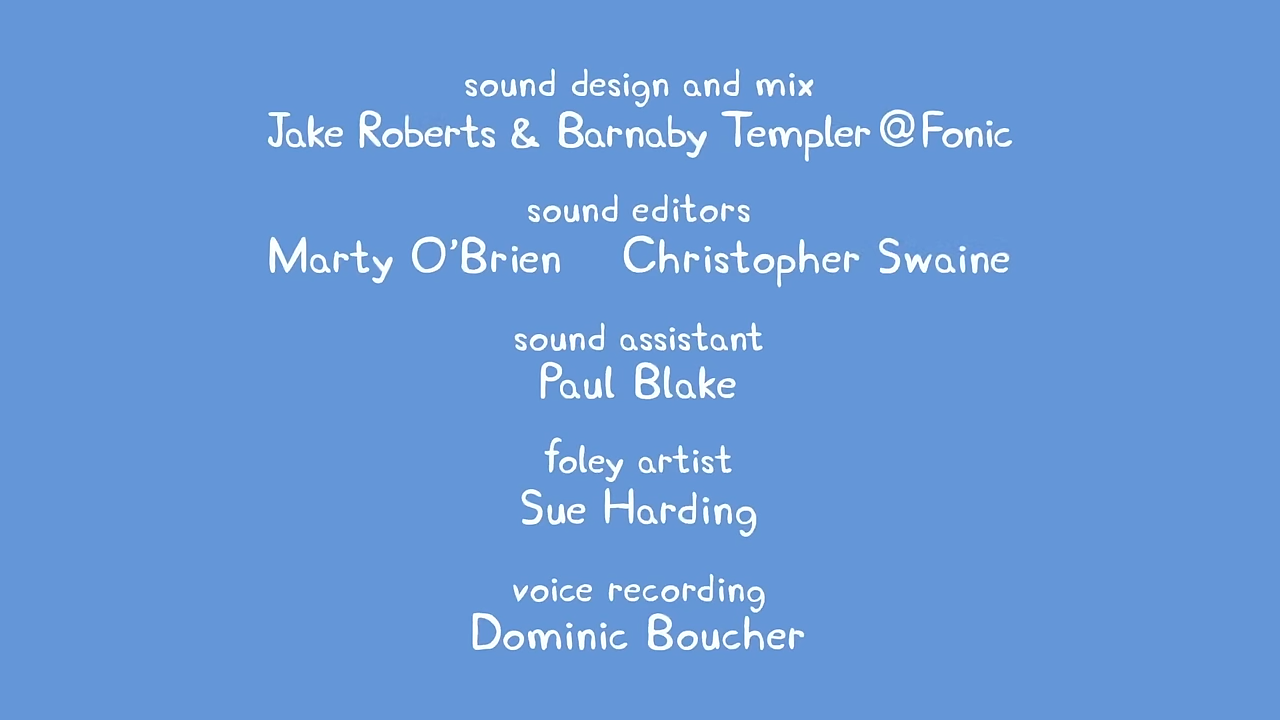 sound design and mix
Jake Roberts & Barnaby Templer @ Fonic
sound editors
Marty O'Brien Christopher Swaine
sound assistant
Paul Blake
foley artist
Sue Harding
voice recording
Dominic Boucher